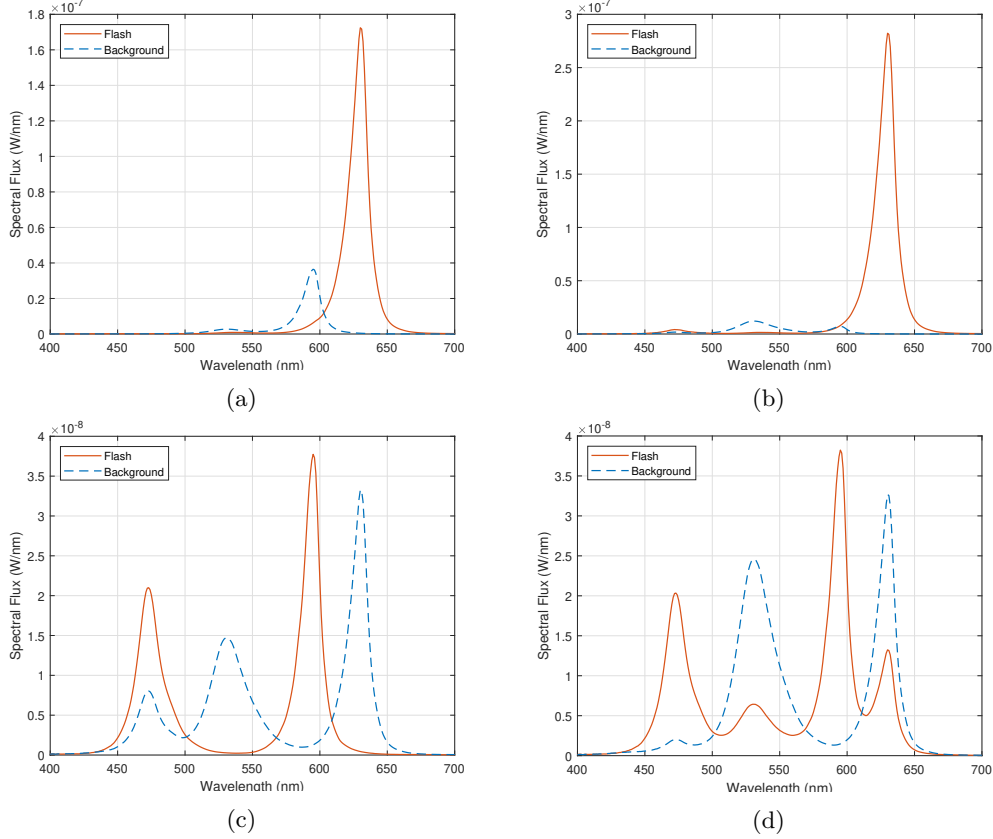 ×10⁻⁷
1.8
1.6
1.4
1.2
1
0.8
0.6
0.4
0.2
0
400 450 500 550 600 650 700
Spectral Flux (W/nm)
Wavelength (nm)
Flash
Background
(a)
×10⁻⁷
3
2.5
2
1.5
1
0.5
0
400 450 500 550 600 650 700
Spectral Flux (W/nm)
Wavelength (nm)
Flash
Background
(b)
×10⁻⁸
4
3.5
3
2.5
2
1.5
1
0.5
0
400 450 500 550 600 650 700
Spectral Flux (W/nm)
Wavelength (nm)
Flash
Background
(c)
×10⁻⁸
4
3.5
3
2.5
2
1.5
1
0.5
0
400 450 500 550 600 650 700
Spectral Flux (W/nm)
Wavelength (nm)
Flash
Background
(d)